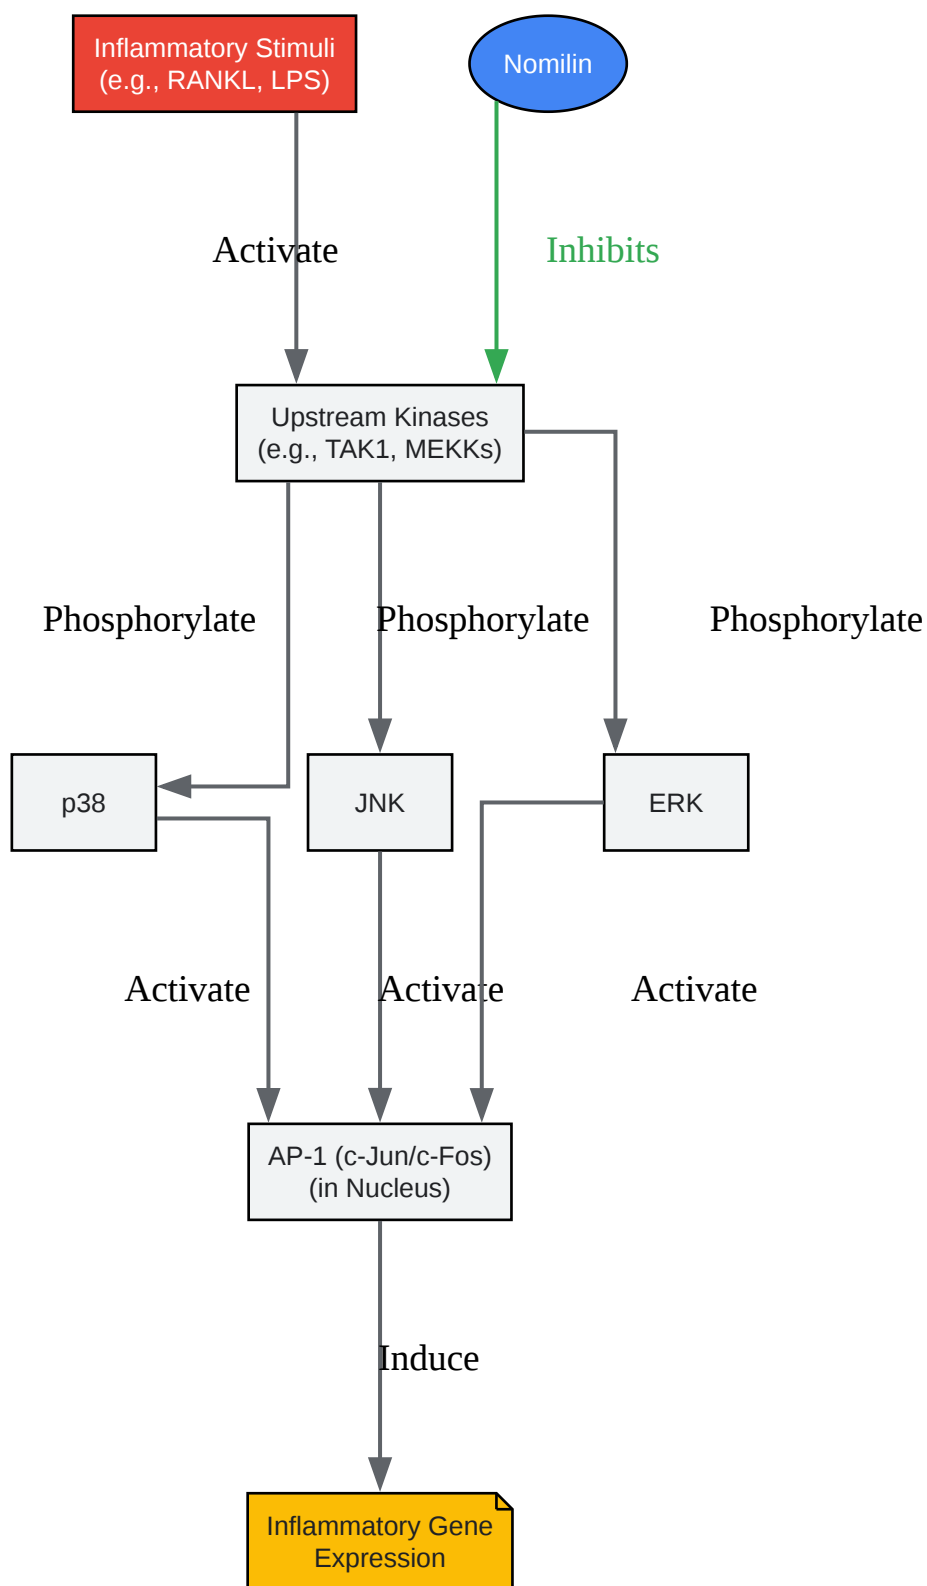 Inflammatory Stimuli
(e.g., RANKL, LPS)
Nomilin
Activate
Inhibits
Upstream Kinases
(e.g., TAK1, MEKKs)
Phosphorylate
Phosphorylate
Phosphorylate
p38
JNK
ERK
Activate
Activate
Activate
AP-1 (c-Jun/c-Fos)
(in Nucleus)
Induce
Inflammatory Gene
Expression